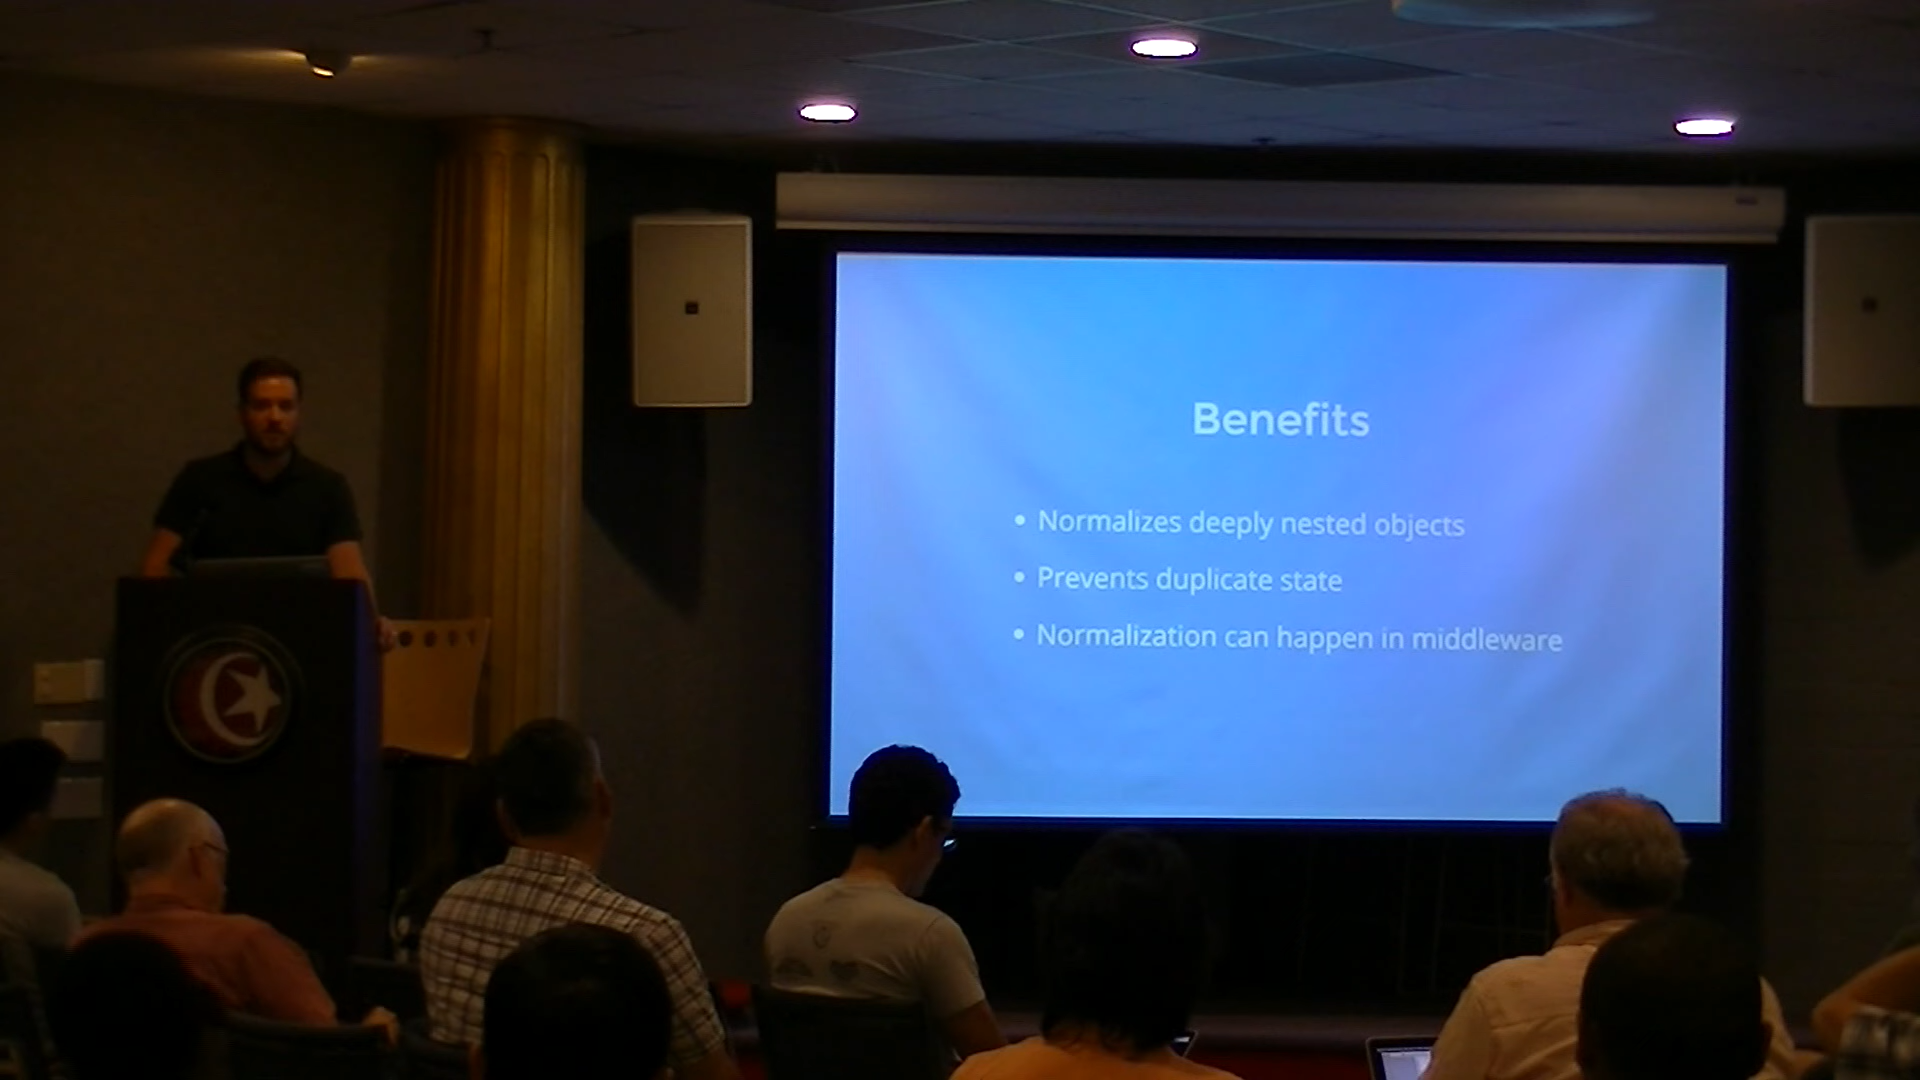 Benefits
• Normalizes deeply nested objects
• Prevents duplicate state
• Normalization can happen in middleware